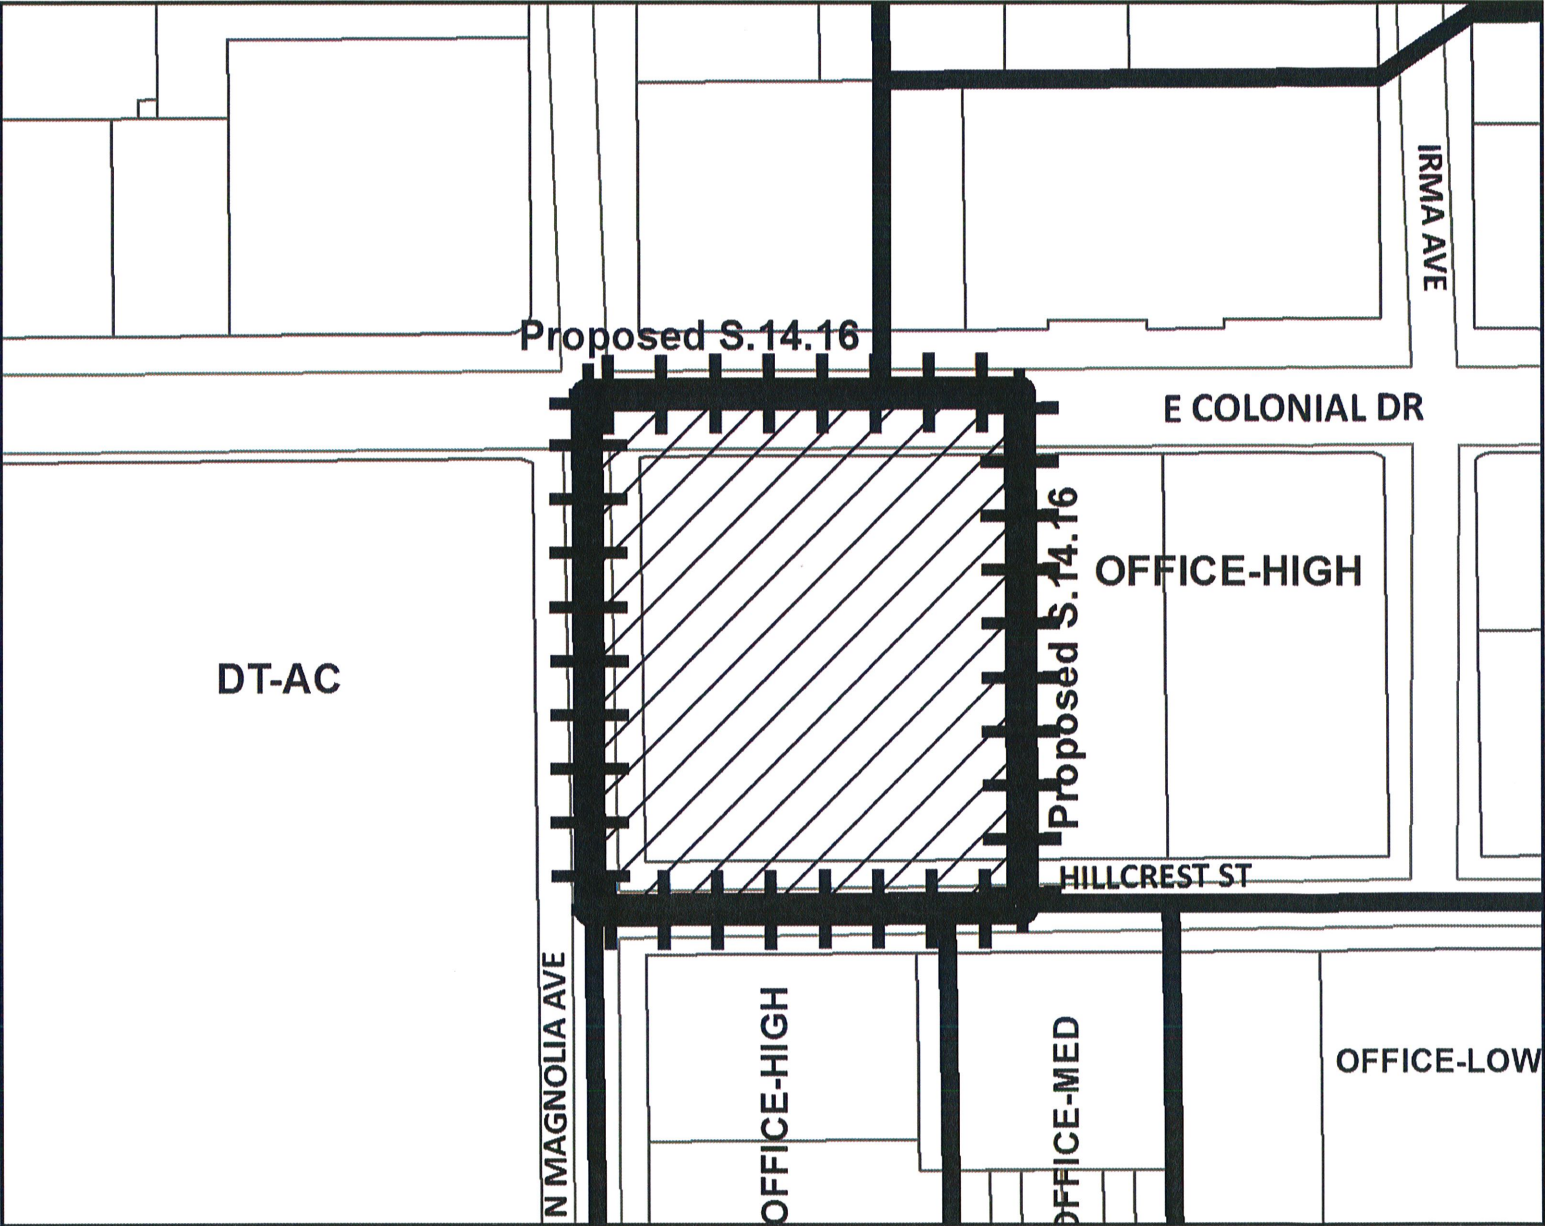 IRMA AVE
Proposed S.14.16
E COLONIAL DR
Proposed S.14.16
OFFICE-HIGH
DT-AC
HILLCREST ST
N MAGNOLIA AVE
OFFICE-HIGH
OFFICE-MED
OFFICE-LOW